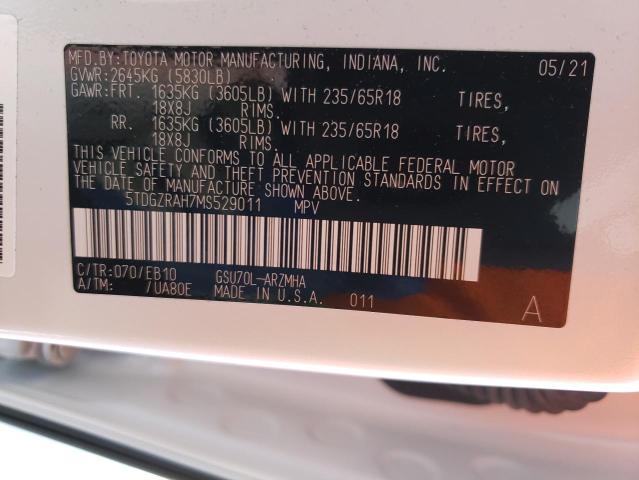 MFD.BY:TOYOTA MOTOR MANUFACTURING, INDIANA, INC. 05/21
GVWR:2645KG (5830LB)
GAWR:FRT. 1635KG (3605LB) WITH 235/65R18 TIRES,
18X8J RIMS.
RR. 1635KG (3605LB) WITH 235/65R18 TIRES,
18X8J RIMS.
THIS VEHICLE CONFORMS TO ALL APPLICABLE FEDERAL MOTOR
VEHICLE SAFETY AND THEFT PREVENTION STANDARDS IN EFFECT
ON THE DATE OF MANUFACTURE SHOWN ABOVE.
5TDGZRAH7MS529011 MPV
C/TR:070/EB10 GSU70L-ARZMHA
A/TM: /UA80E MADE IN U.S.A. 011 A